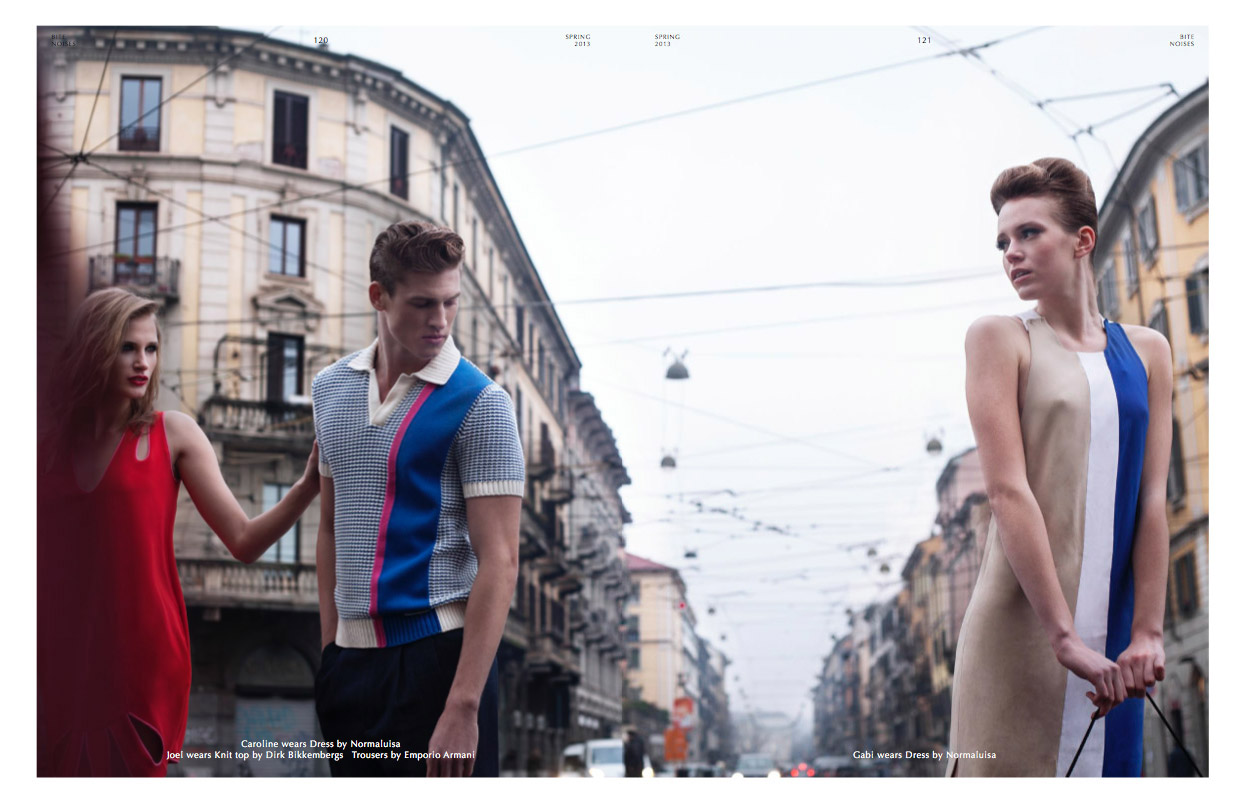 BITE
NOISES
120
SPRING
2013
SPRING
2013
121
BITE
NOISES
Caroline wears Dress by Normaluisa
Joel wears Knit top by Dirk Bikkembergs   Trousers by Emporio Armani
Gabi wears Dress by Normaluisa